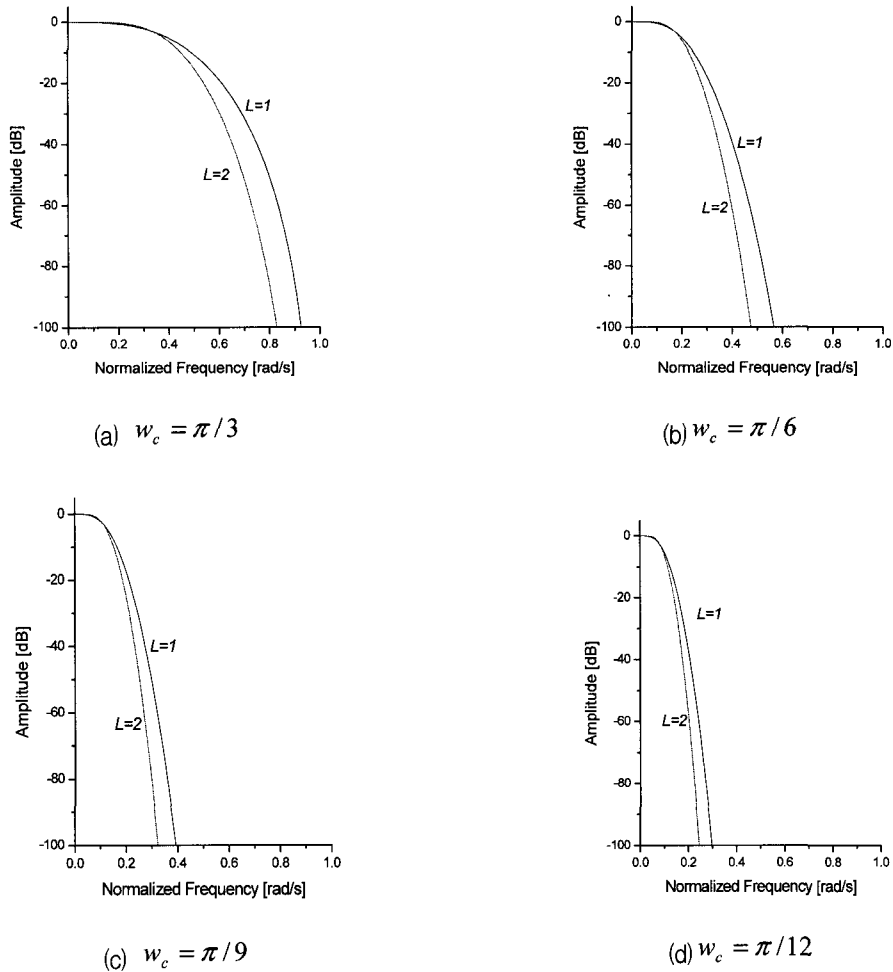 0
-20
-40
-60
-80
-100
Amplitude [dB]
L=1
L=2
0.0 0.2 0.4 0.6 0.8 1.0
Normalized Frequency [rad/s]
(a) w_c = π/3
0
-20
-40
-60
-80
-100
Amplitude [dB]
L=1
L=2
0.0 0.2 0.4 0.6 0.8 1.0
Normalized Frequency [rad/s]
(b) w_c = π/6
0
-20
-40
-60
-80
-100
Amplitude [dB]
L=1
L=2
0.0 0.2 0.4 0.6 0.8 1.0
Normalized Frequency [rad/s]
(c) w_c = π/9
0
-20
-40
-60
-80
-100
Amplitude [dB]
L=1
L=2
0.0 0.2 0.4 0.6 0.8 1.0
Normalized Frequency [rad/s]
(d) w_c = π/12